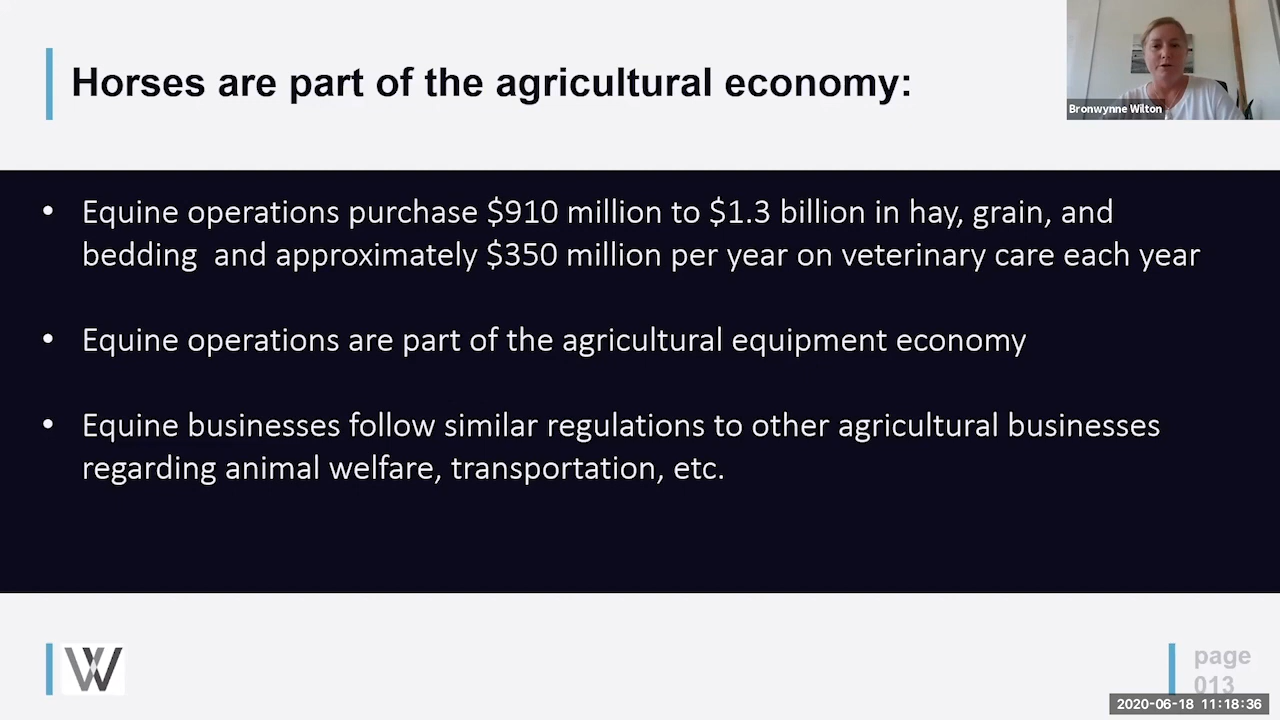 Horses are part of the agricultural economy:
Bronwynne Wilton
• Equine operations purchase $910 million to $1.3 billion in hay, grain, and
bedding  and approximately $350 million per year on veterinary care each year
• Equine operations are part of the agricultural equipment economy
• Equine businesses follow similar regulations to other agricultural businesses
regarding animal welfare, transportation, etc.
W
page
013
2020-06-18 11:18:36